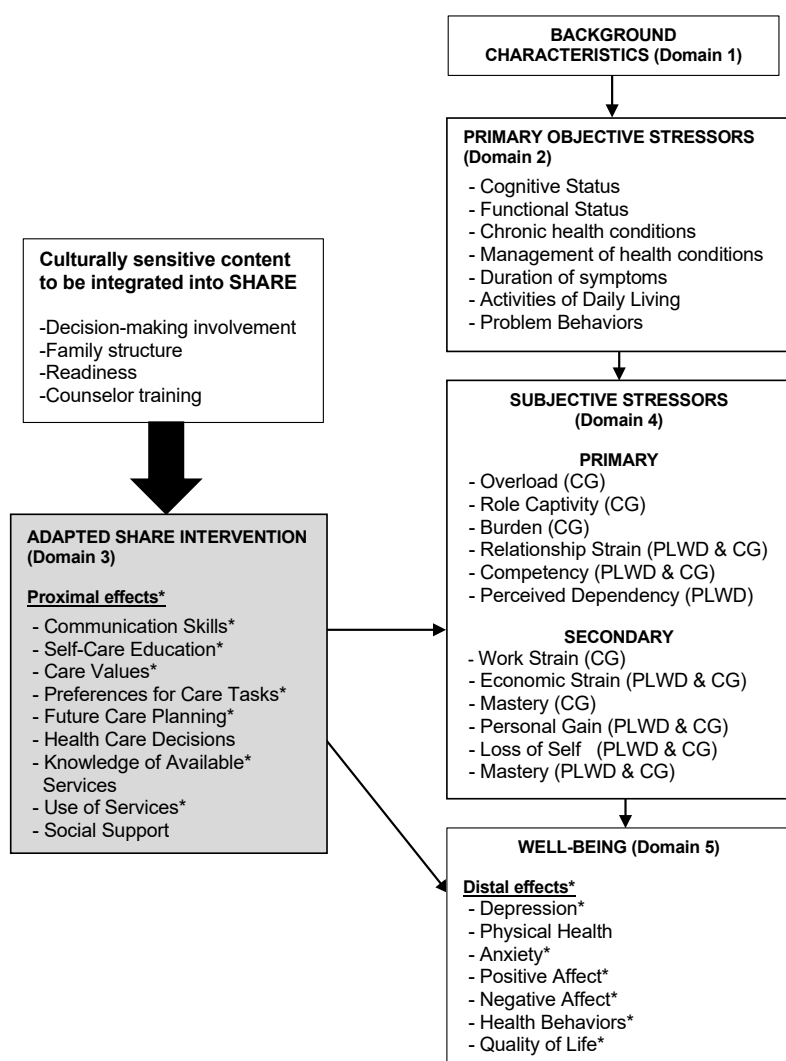 BACKGROUND
CHARACTERISTICS (Domain 1)
PRIMARY OBJECTIVE STRESSORS
(Domain 2)
- Cognitive Status
- Functional Status
- Chronic health conditions
- Management of health conditions
- Duration of symptoms
- Activities of Daily Living
- Problem Behaviors
Culturally sensitive content
to be integrated into SHARE
-Decision-making involvement
-Family structure
-Readiness
-Counselor training
ADAPTED SHARE INTERVENTION
(Domain 3)
Proximal effects*
- Communication Skills*
- Self-Care Education*
- Care Values*
- Preferences for Care Tasks*
- Future Care Planning*
- Health Care Decisions
- Knowledge of Available*
Services
- Use of Services*
- Social Support
SUBJECTIVE STRESSORS
(Domain 4)
PRIMARY
- Overload (CG)
- Role Captivity (CG)
- Burden (CG)
- Relationship Strain (PLWD & CG)
- Competency (PLWD & CG)
- Perceived Dependency (PLWD)
SECONDARY
- Work Strain (CG)
- Economic Strain (PLWD & CG)
- Mastery (CG)
- Personal Gain (PLWD & CG)
- Loss of Self (PLWD & CG)
- Mastery (PLWD & CG)
WELL-BEING (Domain 5)
Distal effects*
- Depression*
- Physical Health
- Anxiety*
- Positive Affect*
- Negative Affect*
- Health Behaviors*
- Quality of Life*